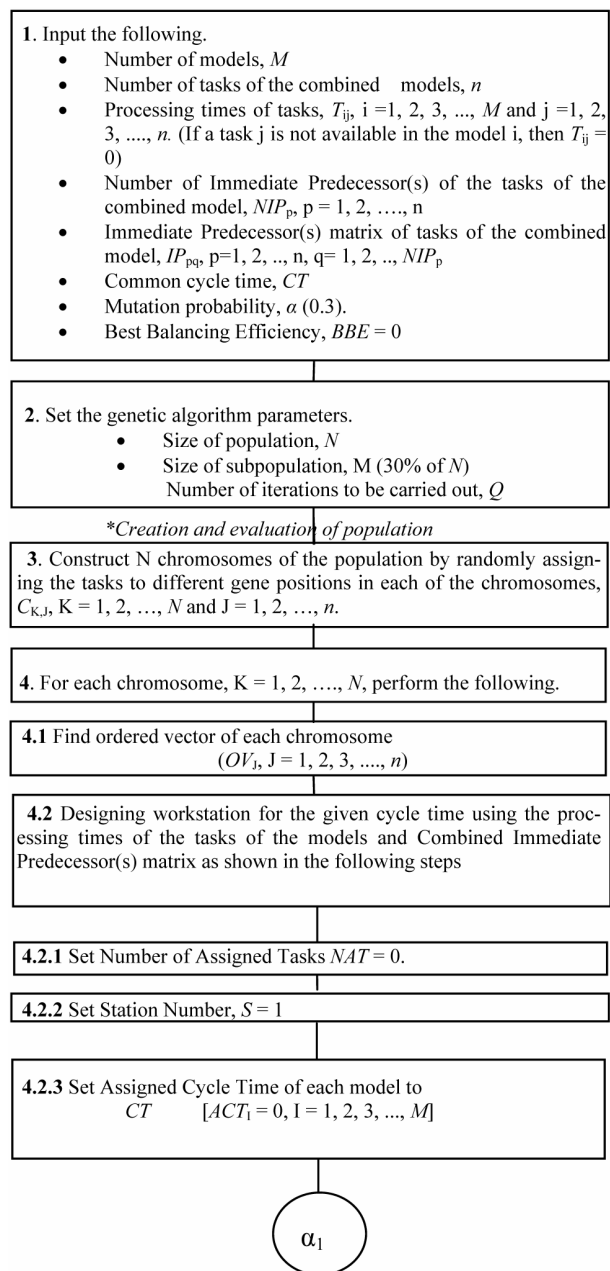 1. Input the following.
• Number of models, M
• Number of tasks of the combined models, n
• Processing times of tasks, Tij, i =1, 2, 3, ..., M and j =1, 2,
3, ...., n. (If a task j is not available in the model i, then Tij =
0)
• Number of Immediate Predecessor(s) of the tasks of the
combined model, NIPp, p = 1, 2, …., n
• Immediate Predecessor(s) matrix of tasks of the combined
model, IPpq, p=1, 2, .., n, q= 1, 2, .., NIPp
• Common cycle time, CT
• Mutation probability, α (0.3).
• Best Balancing Efficiency, BBE = 0
2. Set the genetic algorithm parameters.
• Size of population, N
• Size of subpopulation, M (30% of N)
Number of iterations to be carried out, Q
*Creation and evaluation of population
3. Construct N chromosomes of the population by randomly assign-
ing the tasks to different gene positions in each of the chromosomes,
CK,J, K = 1, 2, …, N and J = 1, 2, …, n.
4. For each chromosome, K = 1, 2, …., N, perform the following.
4.1 Find ordered vector of each chromosome
(OVJ, J = 1, 2, 3, ...., n)
4.2 Designing workstation for the given cycle time using the proc-
essing times of the tasks of the models and Combined Immediate
Predecessor(s) matrix as shown in the following steps
4.2.1 Set Number of Assigned Tasks NAT = 0.
4.2.2 Set Station Number, S = 1
4.2.3 Set Assigned Cycle Time of each model to
CT [ACTI = 0, I = 1, 2, 3, ..., M]
α1